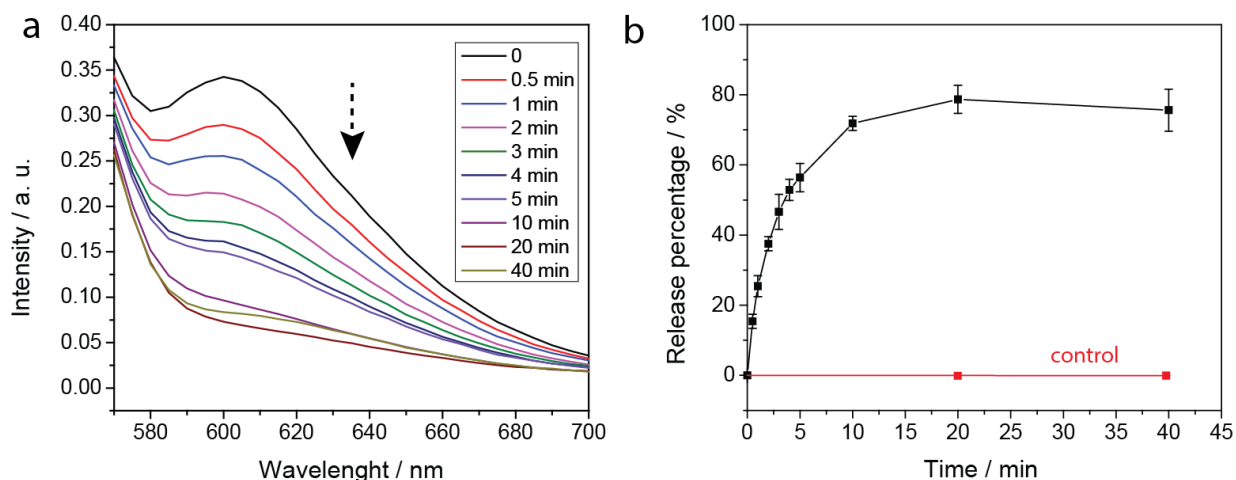 a
0.40
0.35
0.30
0.25
0.20
0.15
0.10
0.05
0.00
Intensity / a. u.
580 600 620 640 660 680 700
Wavelenght / nm
0
0.5 min
1 min
2 min
3 min
4 min
5 min
10 min
20 min
40 min
b
100
80
60
40
20
0
Release percentage / %
control
0 5 10 15 20 25 30 35 40 45
Time / min